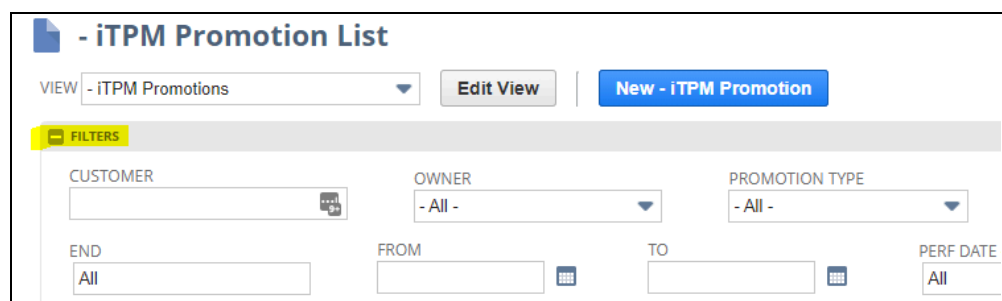 - iTPM Promotion List
VIEW - iTPM Promotions Edit View New - iTPM Promotion
FILTERS
CUSTOMER OWNER PROMOTION TYPE
- All - - All -
END FROM TO PERF DATE
All All